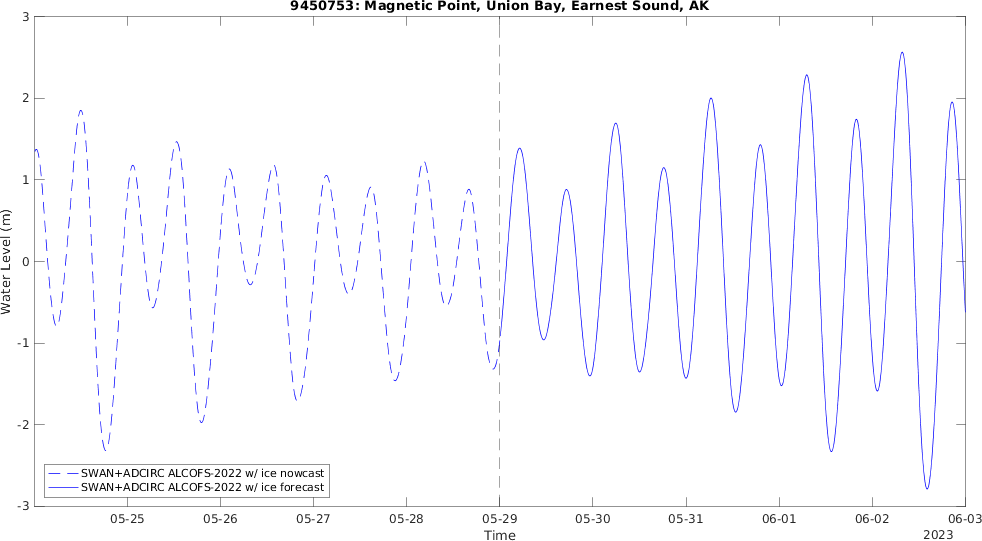 9450753: Magnetic Point, Union Bay, Earnest Sound, AK
3
2
1
0
-1
-2
-3
Water Level (m)
SWAN+ADCIRC ALCOFS-2022 w/ ice nowcast
SWAN+ADCIRC ALCOFS-2022 w/ ice forecast
05-25 05-26 05-27 05-28 05-29 05-30 05-31 06-01 06-02 06-03
Time
2023